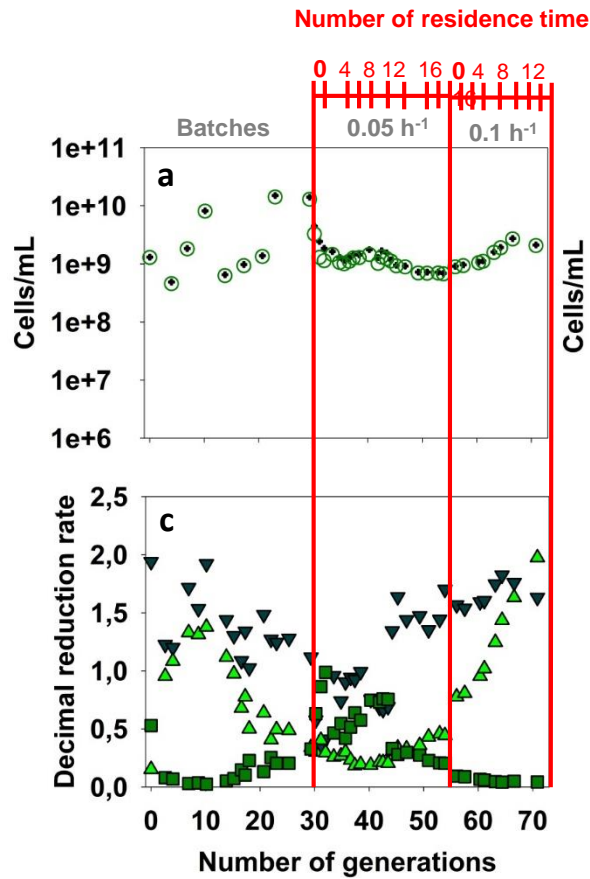 Number of residence time
0 4 8 12 16 0 4 8 12
16
Batches 0.05 h-1 0.1 h-1
a
1e+11
1e+10
1e+9
1e+8
1e+7
1e+6
Cells/mL
Cells/mL
c
2,5
2,0
1,5
1,0
0,5
0,0
Decimal reduction rate
0 10 20 30 40 50 60 70
Number of generations